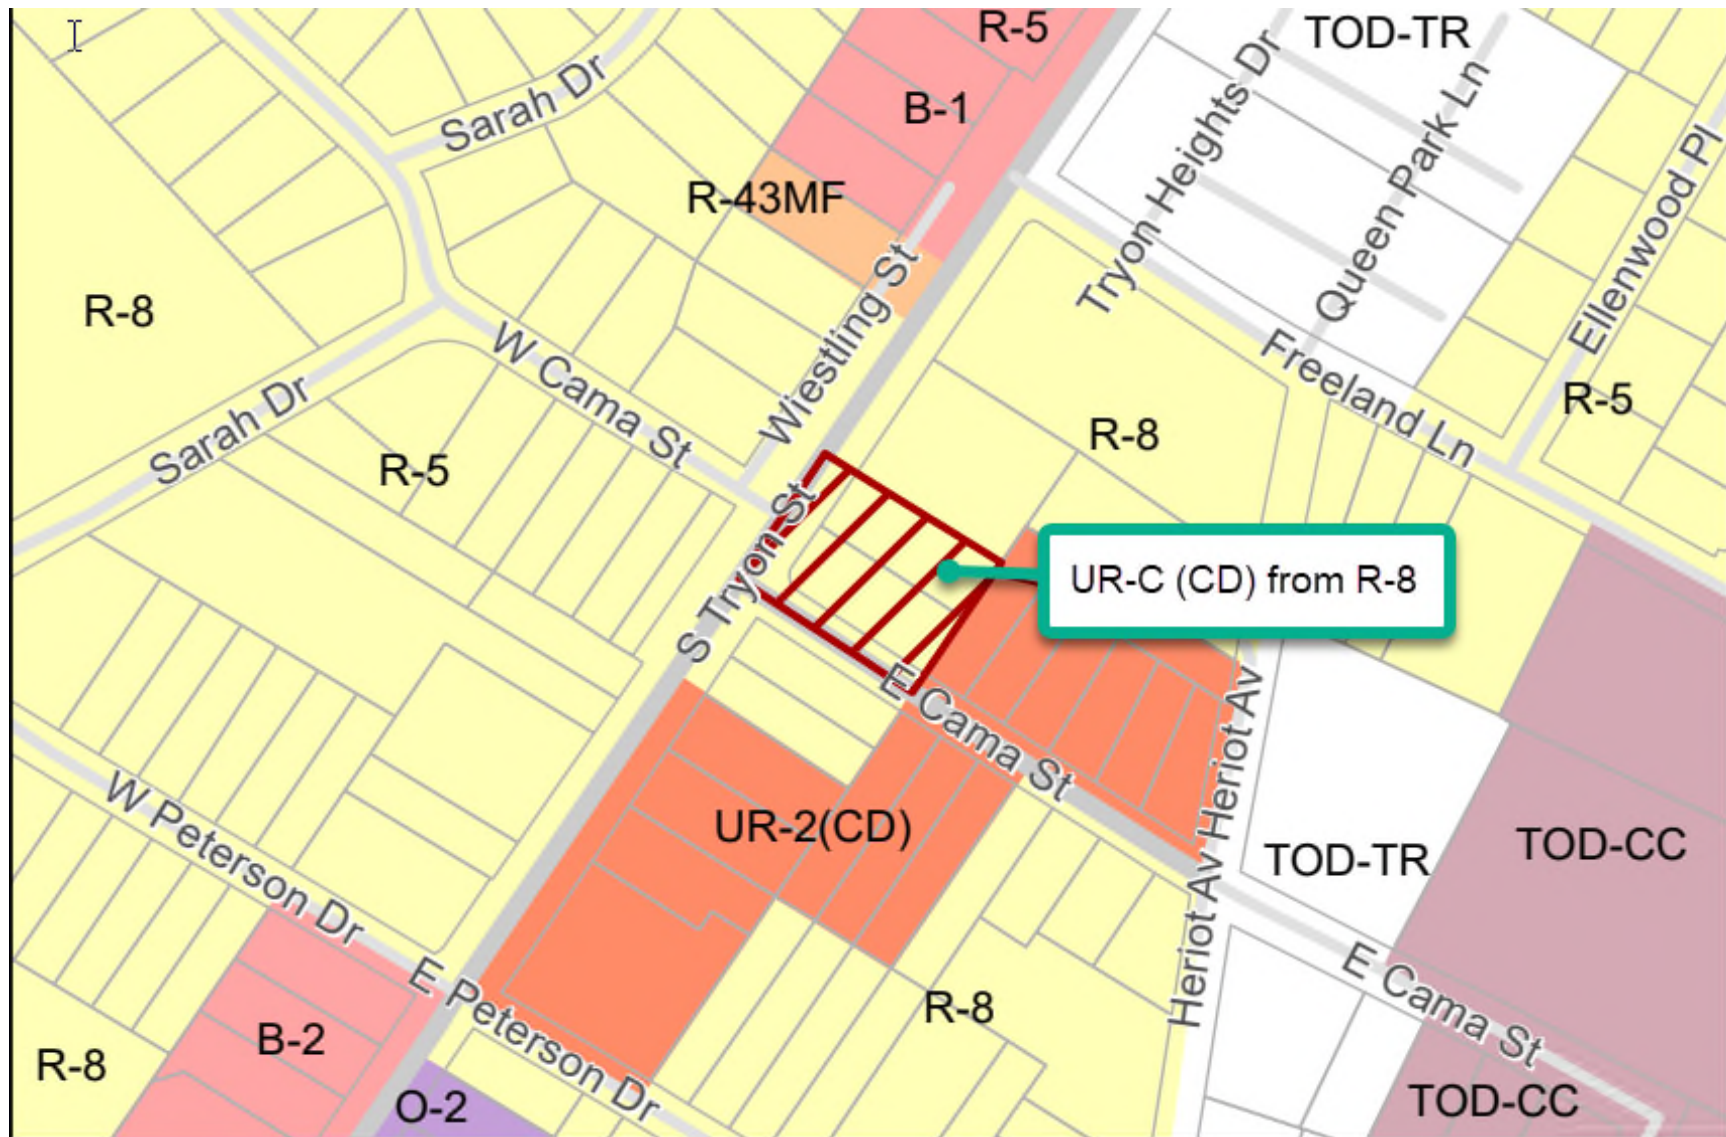 R-5
TOD-TR
Sarah Dr
B-1
Tryon Heights Dr
Queen Park Ln
Ellenwood Pl
R-43MF
R-8
Wiestling St
W Cama St
Freeland Ln
Sarah Dr
R-5
R-8
R-5
S Tryon St
UR-C (CD) from R-8
E Cama St
Heriot Av
Heriot Av
W Peterson Dr
UR-2(CD)
TOD-TR
TOD-CC
E Peterson Dr
R-8
E Cama St
B-2
R-8
O-2
TOD-CC